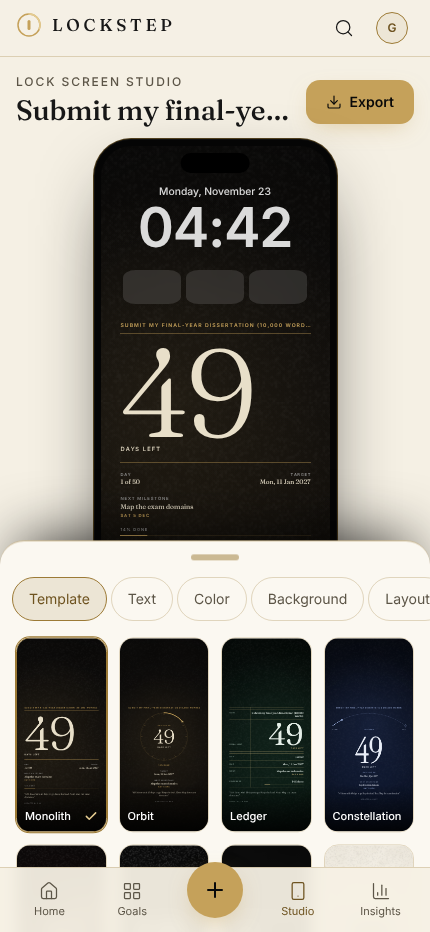 LOCKSTEP
G
LOCK SCREEN STUDIO
Submit my final-ye...
Export
Monday, November 23
04:42
SUBMIT MY FINAL-YEAR DISSERTATION (10,000 WORD...
49
DAYS LEFT
DAY
TARGET
1 of 50
Mon, 11 Jan 2027
NEXT MILESTONE
Map the exam domains
SAT 5 DEC
Template
Text
Color
Background
Layout
49
49
49
49
Monolith
Orbit
Ledger
Constellation
Home
Goals
Studio
Insights